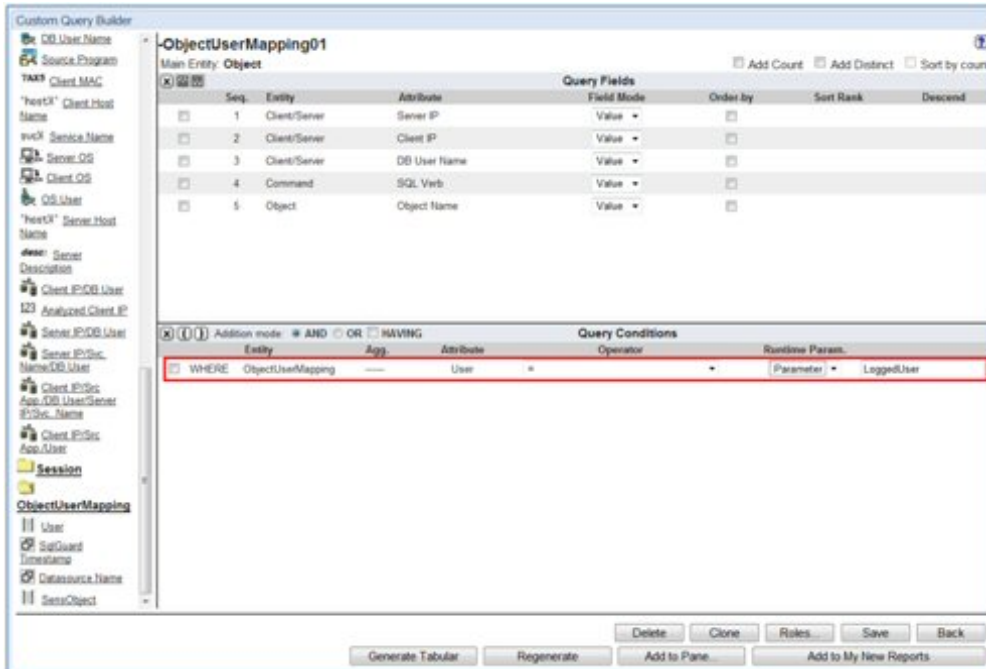 Custom Query Builder
DB User Name
Source Program
Client MAC
"hostX" Client Host
Name
svcX Service Name
Server OS
Client OS
OS User
"hostX" Server Host
Name
desc: Server
Description
Client IP/DB User
123 Analyzed Client IP
Server IP/DB User
Server IP/Svc.
Name/DB User
Client IP/Src
App./DB User/Server
IP/Svc. Name
Client IP/Src
App./User
Session
ObjectUserMapping
User
SqlGuard
Timestamp
Datasource Name
SensObject
-ObjectUserMapping01
Main Entity: Object
Add Count Add Distinct Sort by count
Query Fields
Seq. Entity Attribute Field Mode Order-by Sort Rank Descend
1 Client/Server Server IP Value
2 Client/Server Client IP Value
3 Client/Server DB User Name Value
4 Command SQL Verb Value
5 Object Object Name Value
( ) Addition mode: AND OR HAVING Query Conditions
Entity Agg. Attribute Operator Runtime Param.
WHERE ObjectUserMapping ----- User = Parameter LoggedUser
Delete Clone Roles... Save Back
Generate Tabular Regenerate Add to Pane... Add to My New Reports